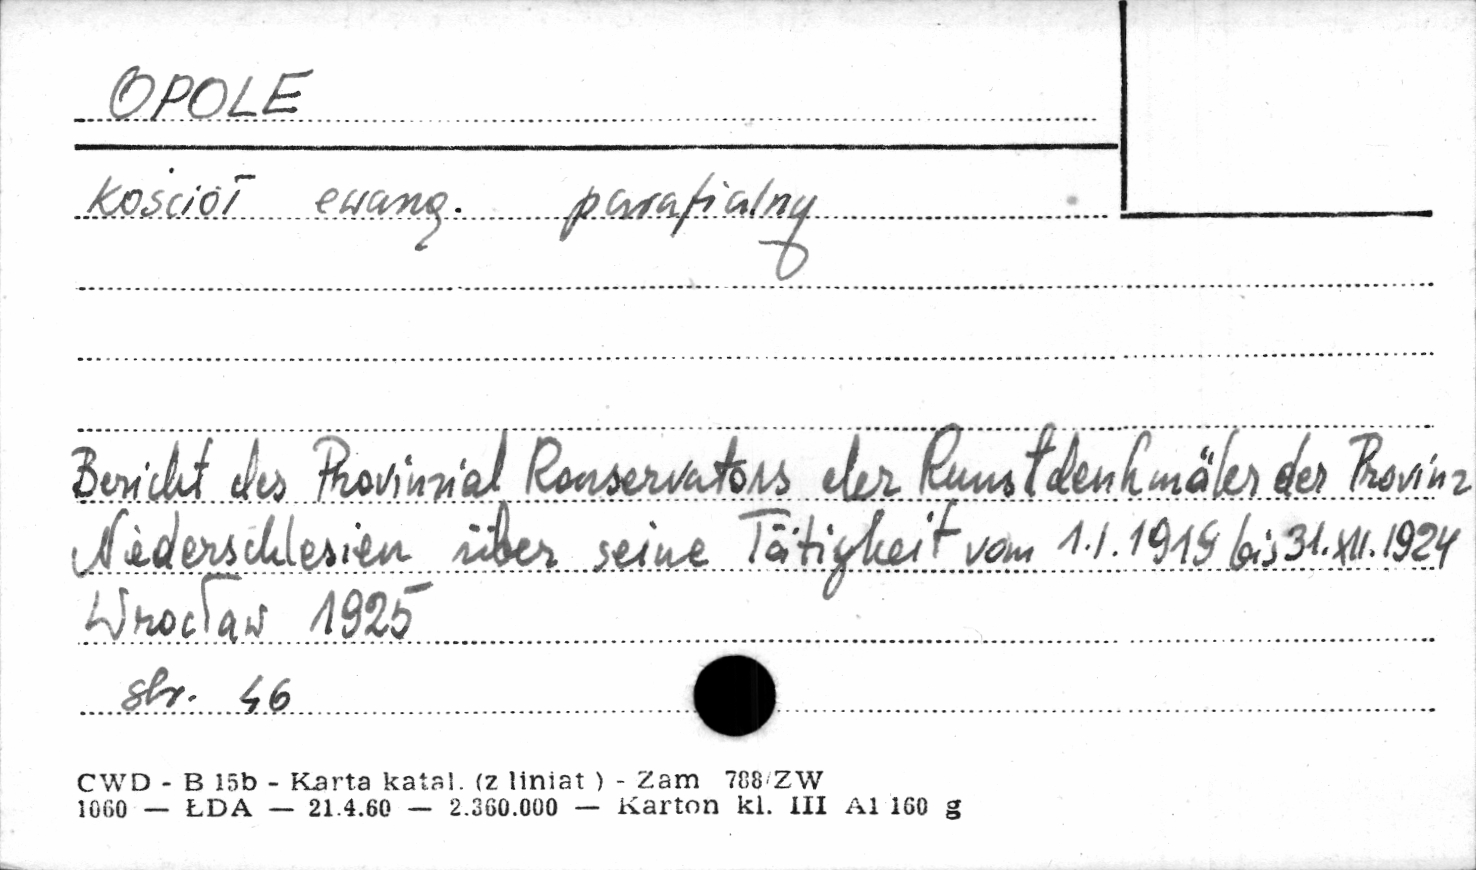 OPOLE
kościół ewang. parafialny
Bericht des Provinzial Konservators der Kunstdenkmäler der Provinz
Niederschlesien über seine Tätigkeit vom 1.I.1919 bis 31.XII.1924
Wrocław 1925
str. 46
CWD - B 15b - Karta katal. (z liniat ) - Zam 788/ZW
1060 — ŁDA — 21.4.60 — 2.360.000 — Karton kl. III A1 160 g